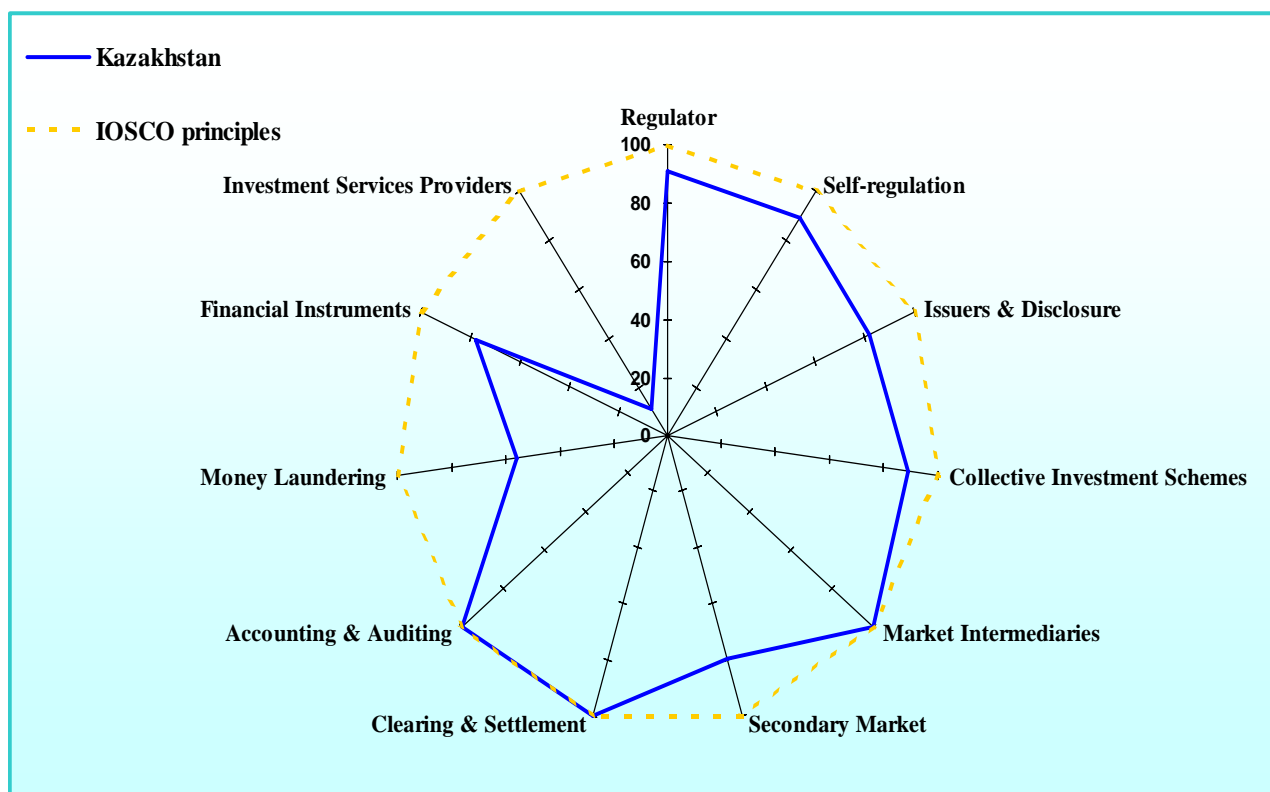 Kazakhstan
IOSCO principles
Regulator
100
Investment Services Providers
Self-regulation
80
60
Financial Instruments
Issuers & Disclosure
40
20
0
Money Laundering
Collective Investment Schemes
Accounting & Auditing
Market Intermediaries
Clearing & Settlement
Secondary Market